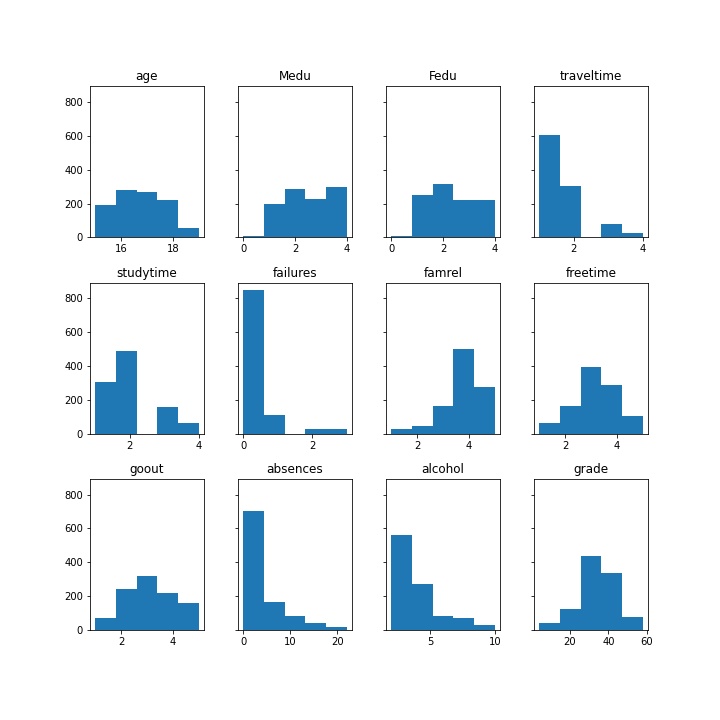 age Medu Fedu traveltime
800
600
400
200
0
16 18 0 2 4 0 2 4 2 4
studytime failures famrel freetime
800
600
400
200
0
2 4 0 2 2 4 2 4
goout absences alcohol grade
800
600
400
200
0
2 4 0 10 20 5 10 20 40 60